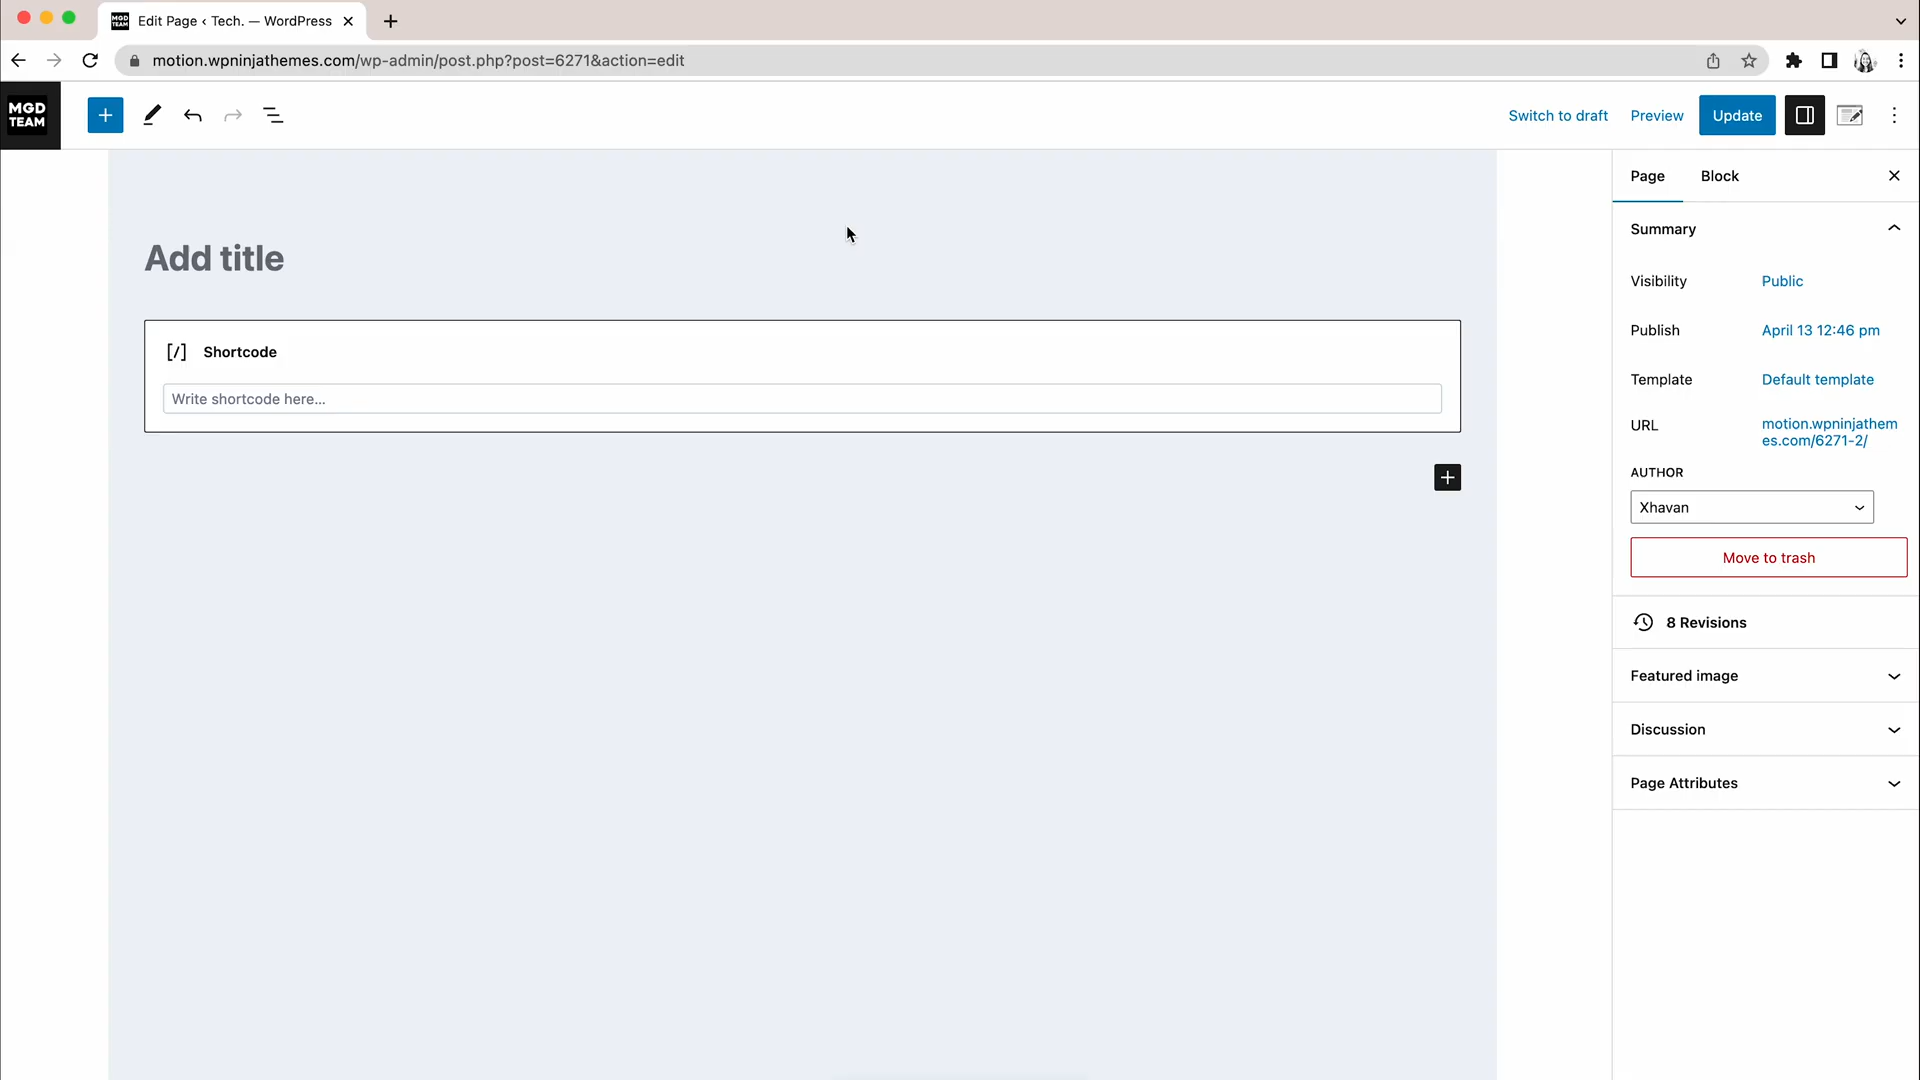 MGD TEAM Edit Page ‹ Tech. — WordPress
motion.wpninjathemes.com/wp-admin/post.php?post=6271&action=edit
MGD
TEAM
Switch to draft
Preview
Update
Add title
[/] Shortcode
Write shortcode here...
Page
Block
Summary
Visibility
Public
Publish
April 13 12:46 pm
Template
Default template
URL
motion.wpninjathem
es.com/6271-2/
AUTHOR
Xhavan
Move to trash
8 Revisions
Featured image
Discussion
Page Attributes